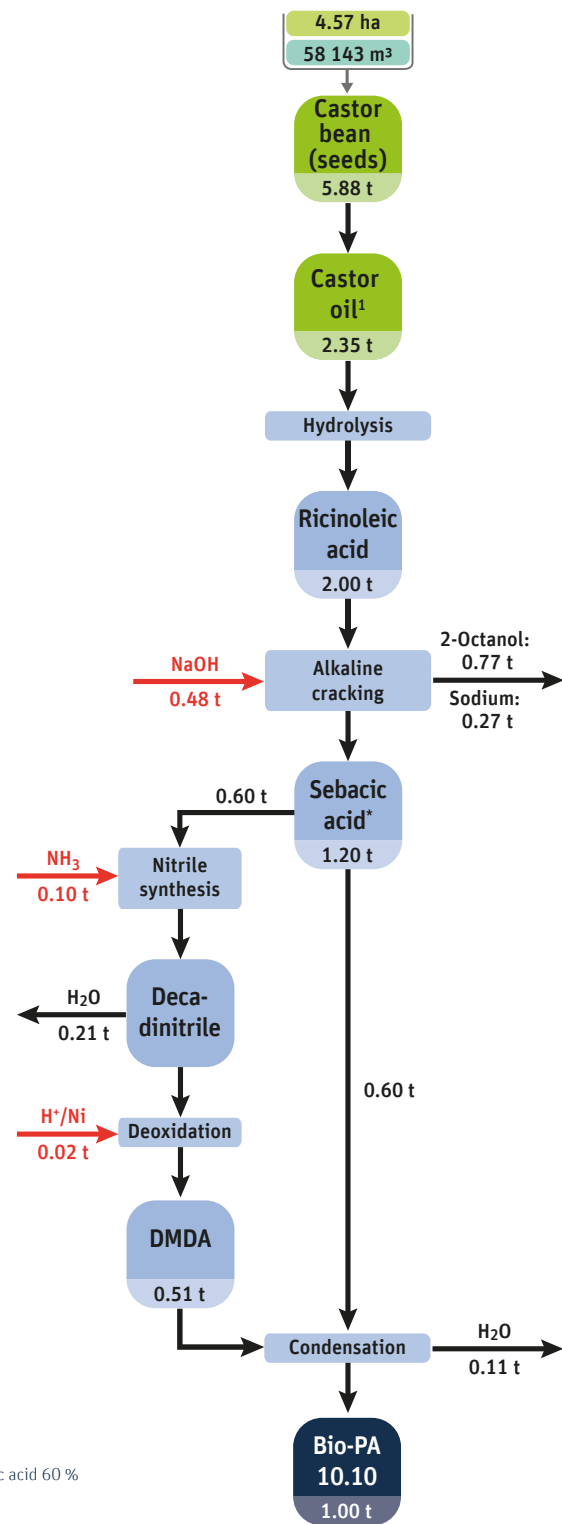 4.57 ha
58 143 m³
Castor
bean
(seeds)
5.88 t
Castor
oil¹
2.35 t
Hydrolysis
Ricinoleic
acid
2.00 t
NaOH
0.48 t
Alkaline
cracking
2-Octanol:
0.77 t
Sodium:
0.27 t
0.60 t
Sebacic
acid*
1.20 t
NH₃
0.10 t
Nitrile
synthesis
H₂O
0.21 t
Deca-
dinitrile
0.60 t
H⁺/Ni
0.02 t
Deoxidation
DMDA
0.51 t
Condensation
H₂O
0.11 t
Bio-PA
10.10
1.00 t
c acid 60 %